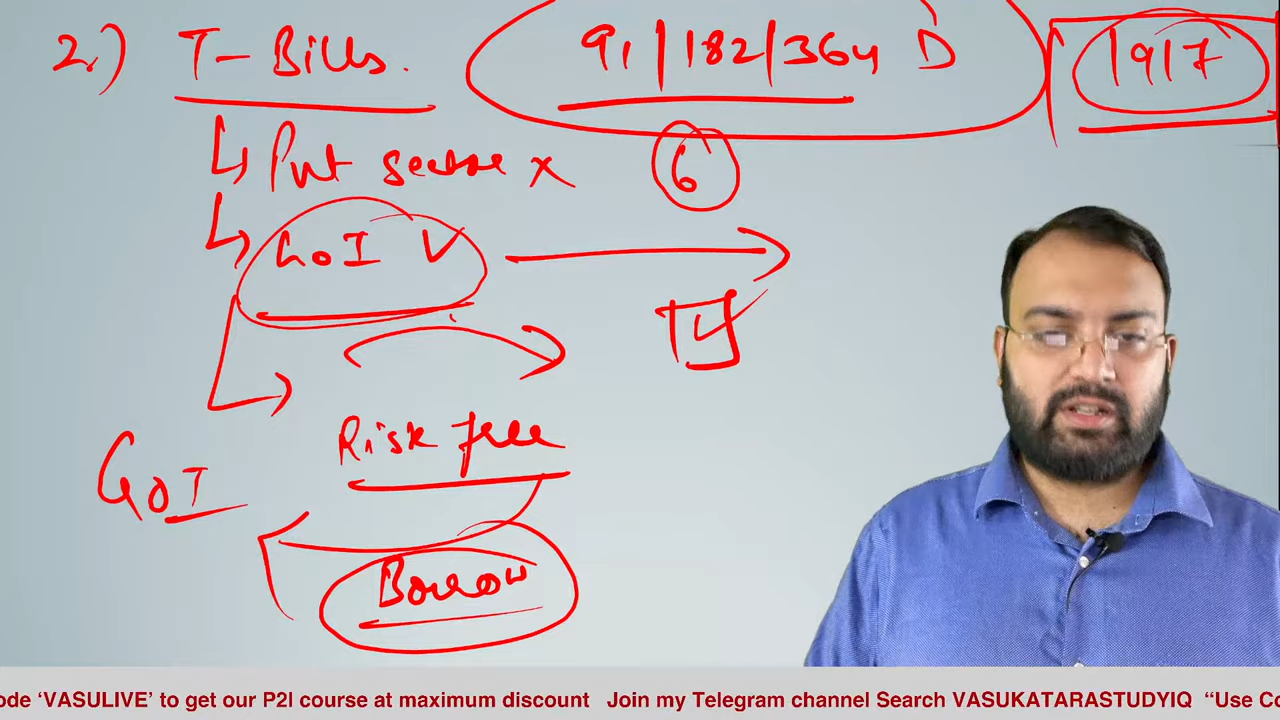 2.) T-Bills. 91/182/364 D 1917
Pvt sector x 6
GoI ✓
14
Risk free
GoI
Borrow
ode ‘VASULIVE’ to get our P2I course at maximum discount Join my Telegram channel Search VASUKATARASTUDYIQ “Use Co